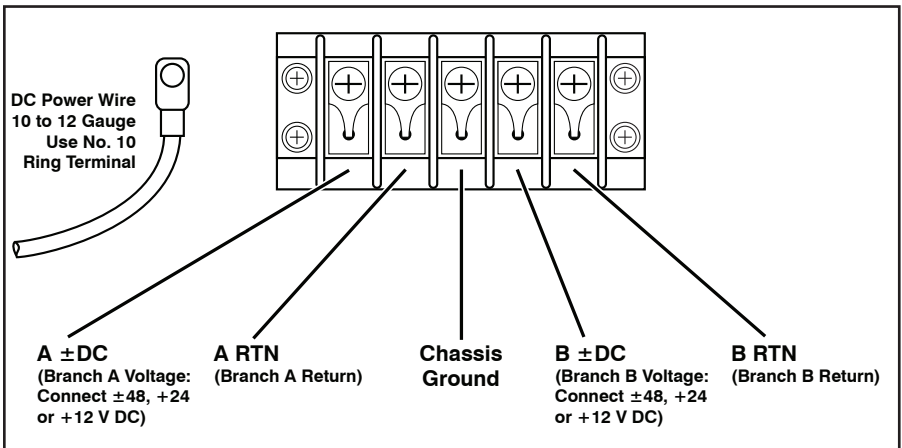 DC Power Wire
10 to 12 Gauge
Use No. 10
Ring Terminal
A ±DC
(Branch A Voltage:
Connect ±48, +24
or +12 V DC)
A RTN
(Branch A Return)
Chassis
Ground
B ±DC
(Branch B Voltage:
Connect ±48, +24
or +12 V DC)
B RTN
(Branch B Return)